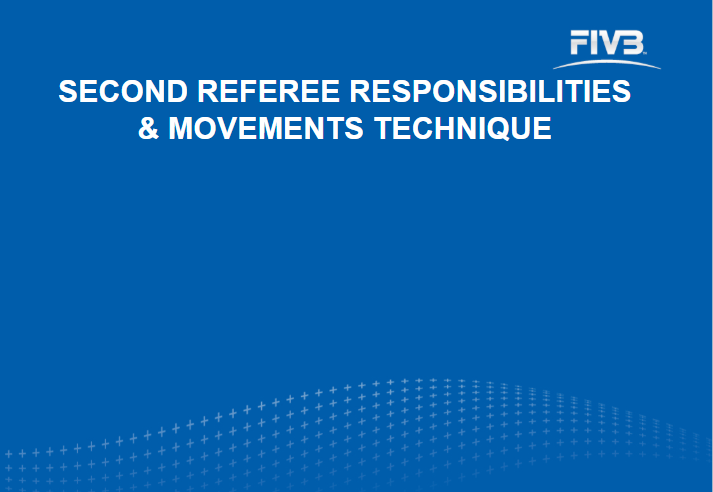 FIVB
SECOND REFEREE RESPONSIBILITIES
& MOVEMENTS TECHNIQUE